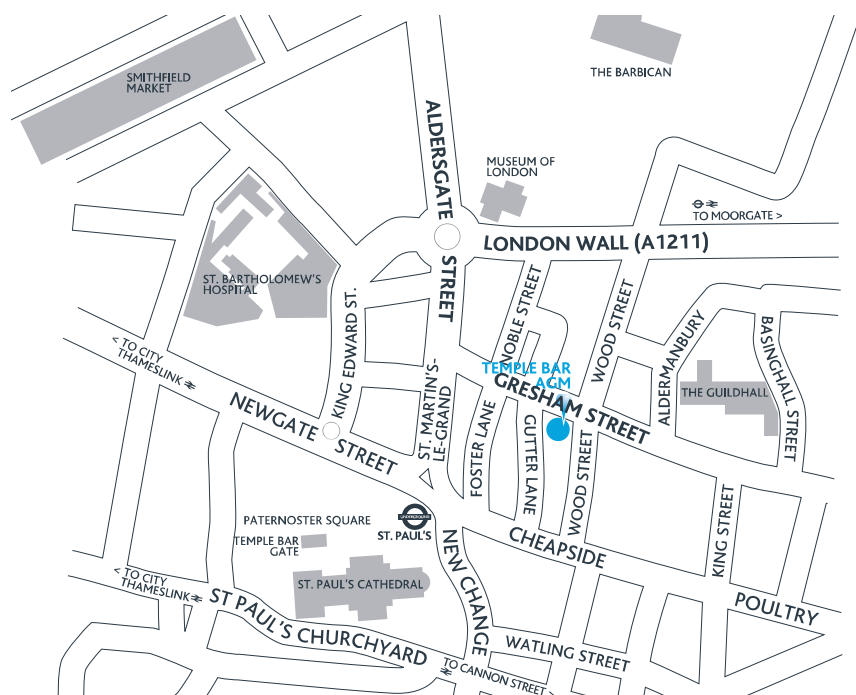 SMITHFIELD
MARKET
THE BARBICAN
ALDERSGATE
STREET
MUSEUM OF
LONDON
TO MOORGATE >
LONDON WALL (A1211)
ST. BARTHOLOMEW'S
HOSPITAL
KING EDWARD ST.
NOBLE STREET
WOOD STREET
ALDERMANBURY
BASINGHALL STREET
< TO CITY
THAMESLINK
ST. MARTIN'S-
LE-GRAND
TEMPLE BAR
AGM
GRESHAM STREET
THE GUILDHALL
NEWGATE STREET
FOSTER LANE
GUTTER LANE
WOOD STREET
KING STREET
UNDERGROUND
ST. PAUL'S
PATERNOSTER SQUARE
TEMPLE BAR
GATE
NEW CHANGE
CHEAPSIDE
< TO CITY
THAMESLINK
ST. PAUL'S CATHEDRAL
ST PAUL'S CHURCHYARD
POULTRY
WATLING STREET
TO CANNON STREET>